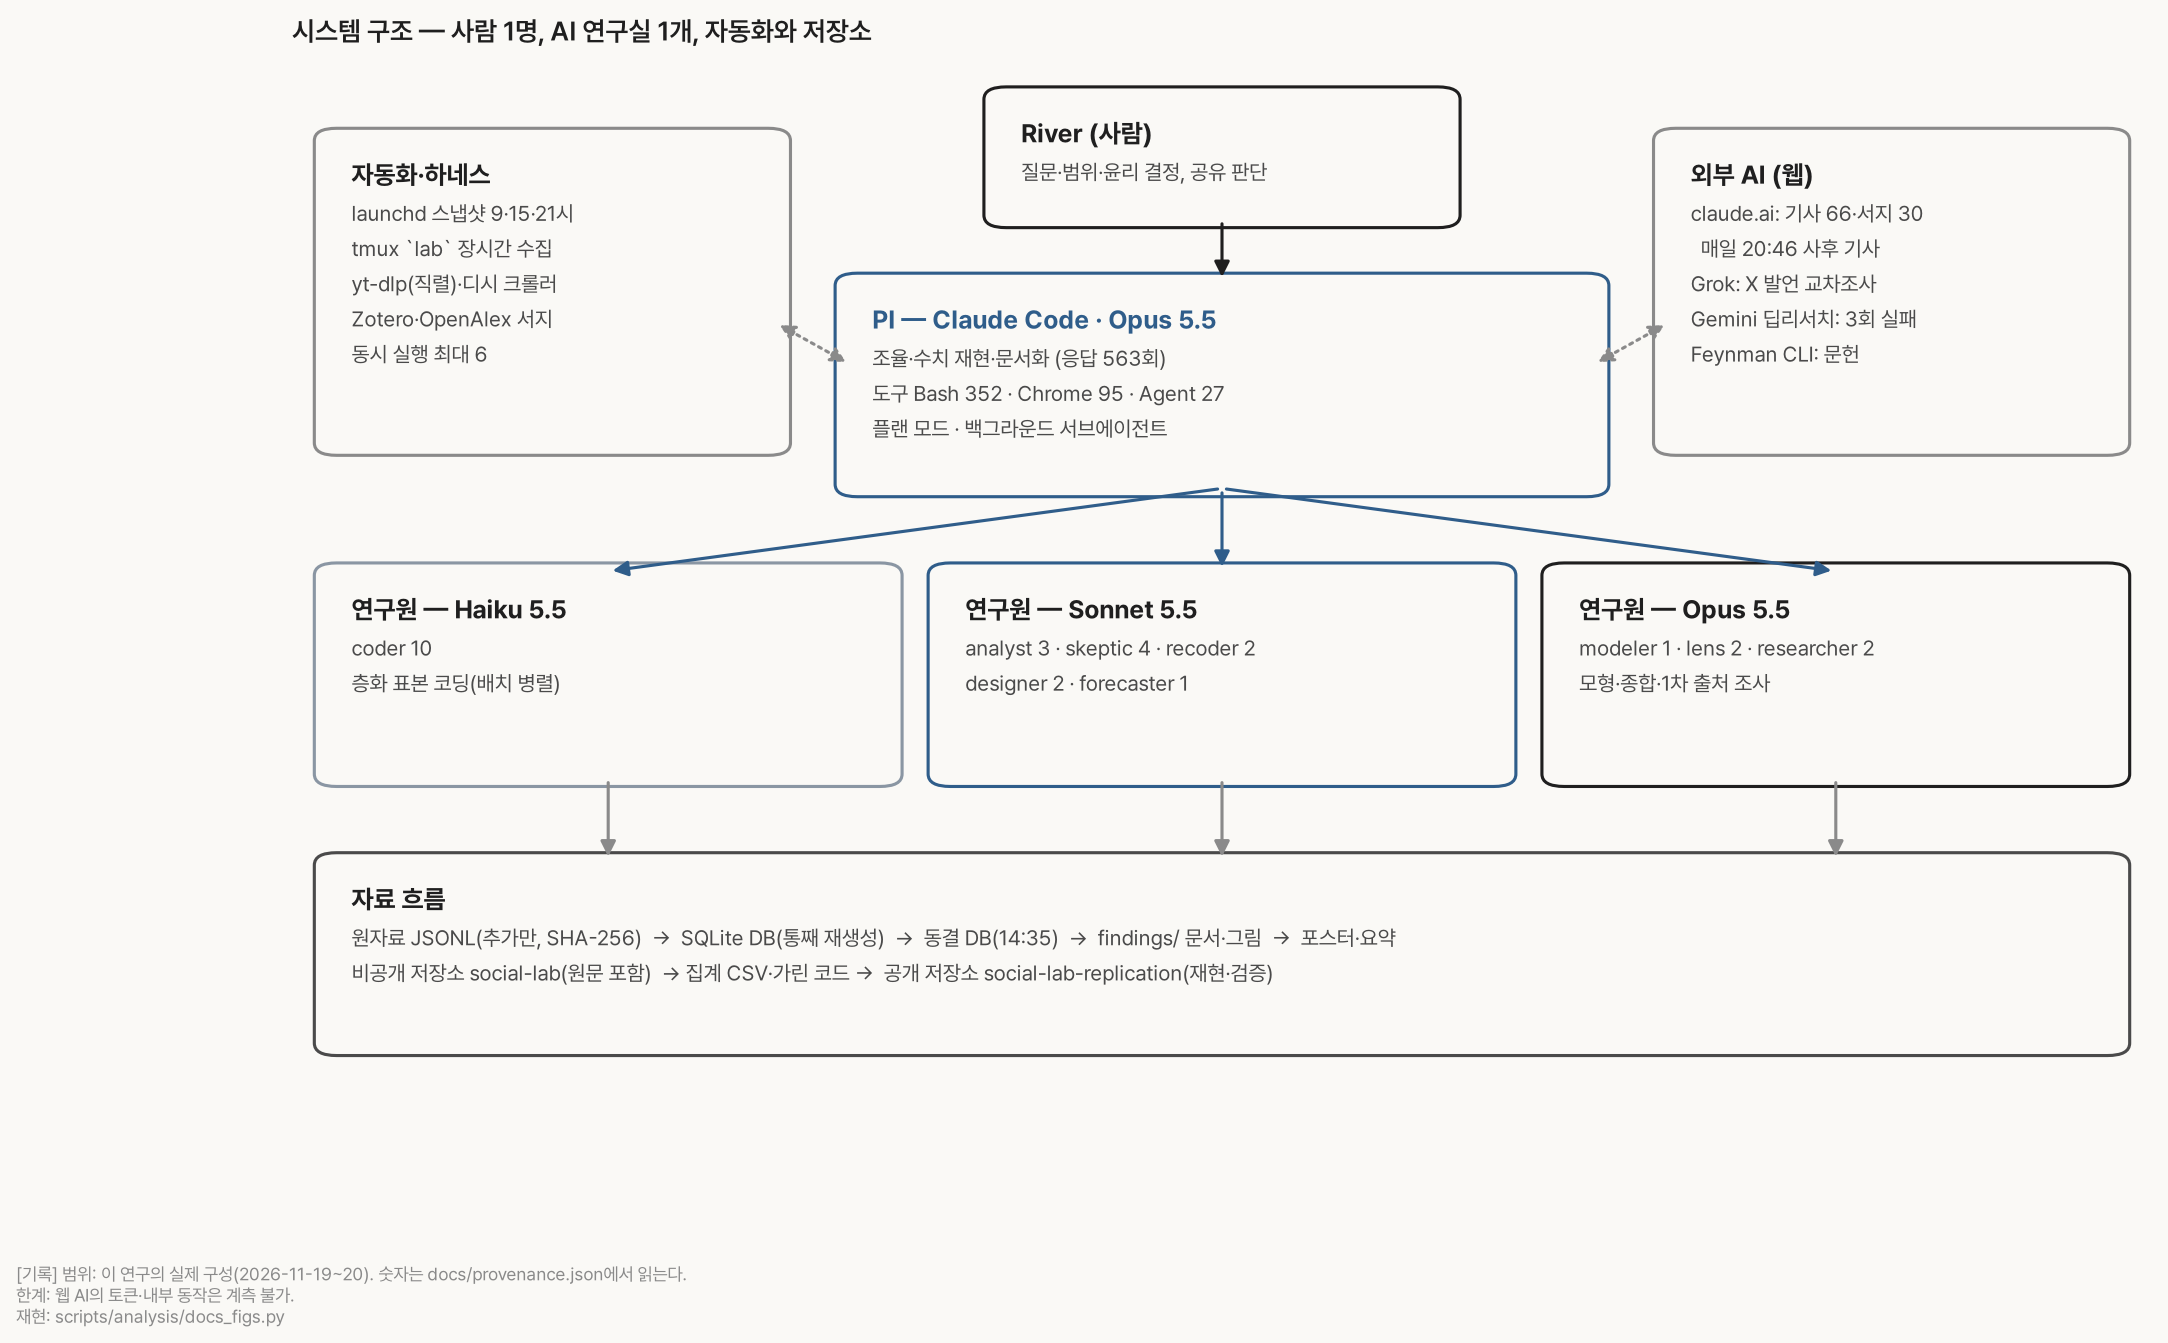 시스템 구조 — 사람 1명, AI 연구실 1개, 자동화와 저장소
River (사람)
질문·범위·윤리 결정, 공유 판단
자동화·하네스
launchd 스냅샷 9·15·21시
tmux `lab` 장시간 수집
yt-dlp(직렬)·디시 크롤러
Zotero·OpenAlex 서지
동시 실행 최대 6
PI — Claude Code · Opus 5.5
조율·수치 재현·문서화 (응답 563회)
도구 Bash 352 · Chrome 95 · Agent 27
플랜 모드 · 백그라운드 서브에이전트
외부 AI (웹)
claude.ai: 기사 66·서지 30
매일 20:46 사후 기사
Grok: X 발언 교차조사
Gemini 딥리서치: 3회 실패
Feynman CLI: 문헌
연구원 — Haiku 5.5
coder 10
층화 표본 코딩(배치 병렬)
연구원 — Sonnet 5.5
analyst 3 · skeptic 4 · recoder 2
designer 2 · forecaster 1
연구원 — Opus 5.5
modeler 1 · lens 2 · researcher 2
모형·종합·1차 출처 조사
자료 흐름
원자료 JSONL(추가만, SHA-256) → SQLite DB(통째 재생성) → 동결 DB(14:35) → findings/ 문서·그림 → 포스터·요약
비공개 저장소 social-lab(원문 포함) → 집계 CSV·가린 코드 → 공개 저장소 social-lab-replication(재현·검증)
[기록] 범위: 이 연구의 실제 구성(2026-11-19~20). 숫자는 docs/provenance.json에서 읽는다.
한계: 웹 AI의 토큰·내부 동작은 계측 불가.
재현: scripts/analysis/docs_figs.py